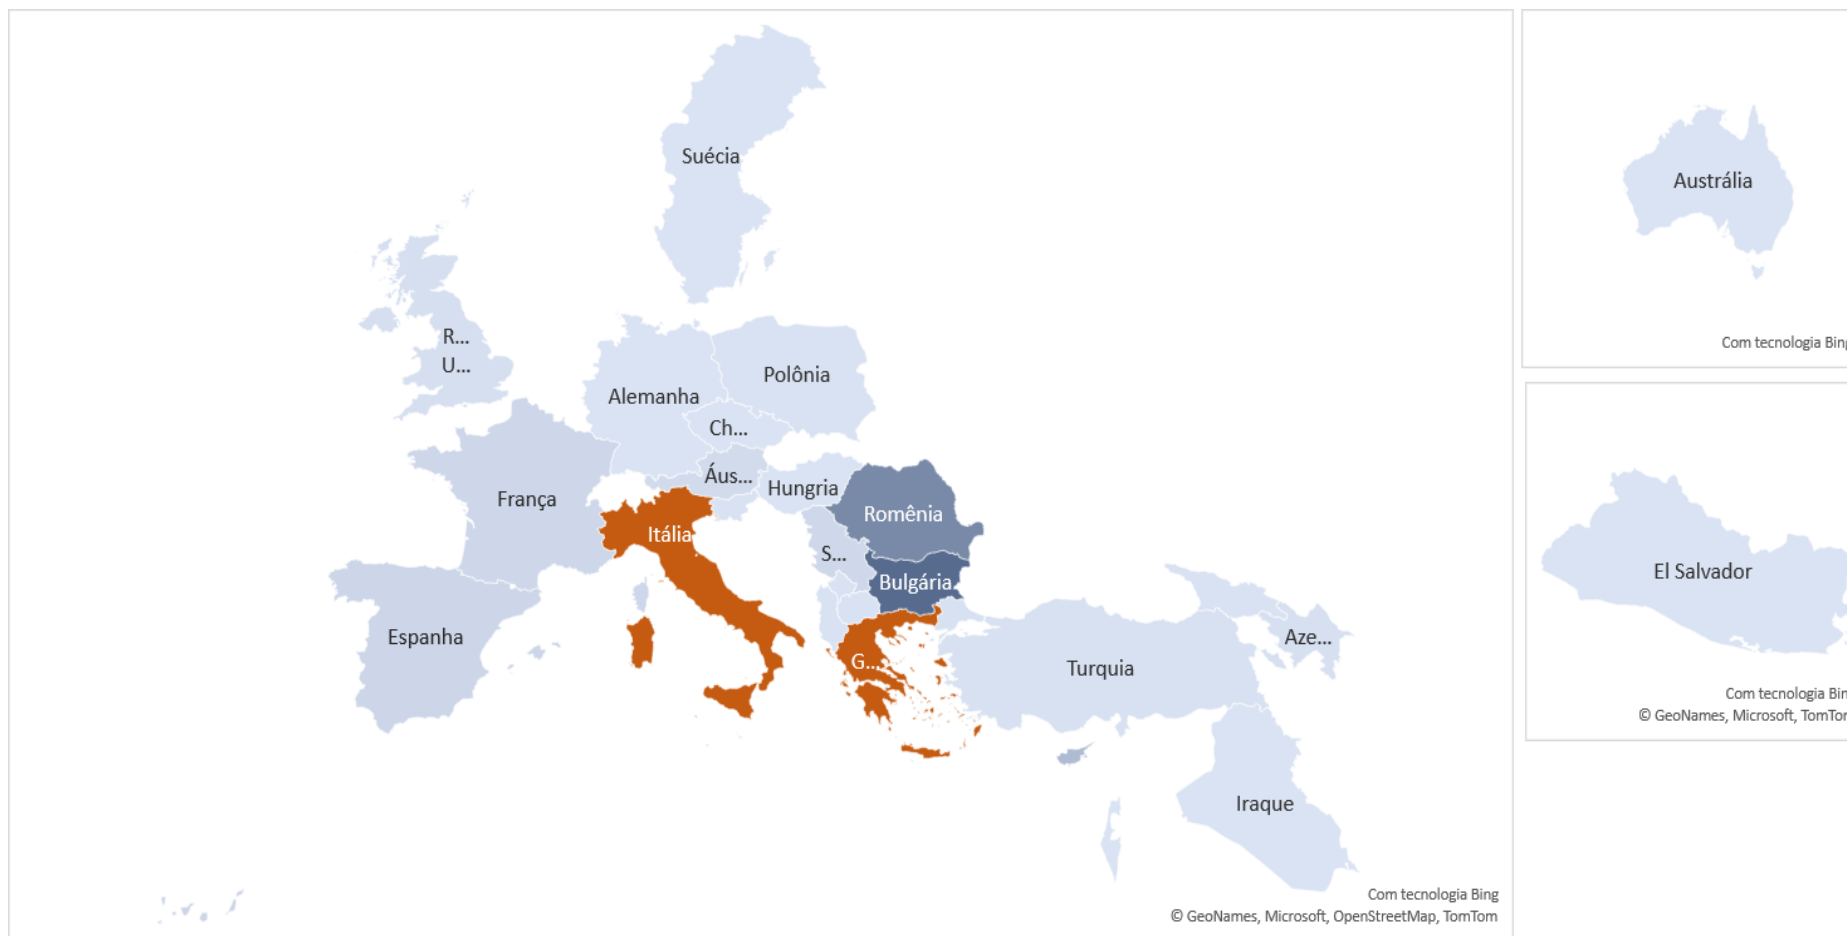 Suécia
R...
U...
Polônia
Alemanha
Ch...
Áus...
Hungria
França
Romênia
Itália
S...
Bulgária
Espanha
G...
Turquia
Aze...
Iraque
Com tecnologia Bing
© GeoNames, Microsoft, OpenStreetMap, TomTom
Austrália
Com tecnologia Bing
El Salvador
Com tecnologia Bin
© GeoNames, Microsoft, TomTom